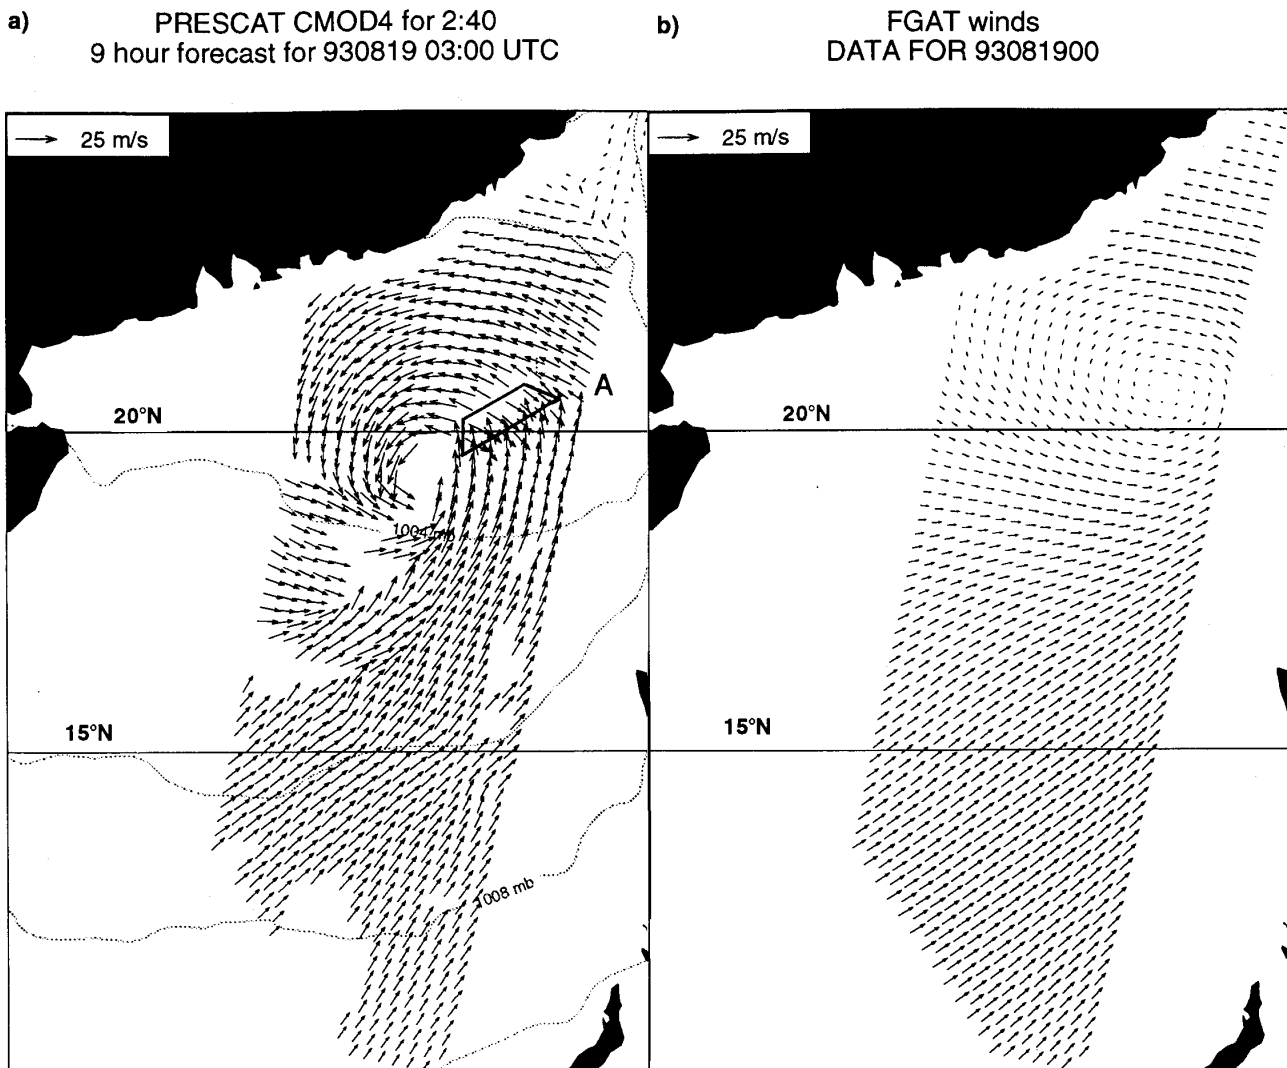 a)
PRESCAT CMOD4 for 2:40
9 hour forecast for 930819 03:00 UTC
b)
FGAT winds
DATA FOR 93081900
25 m/s
25 m/s
A
20°N
20°N
1004 mb
15°N
15°N
1008 mb